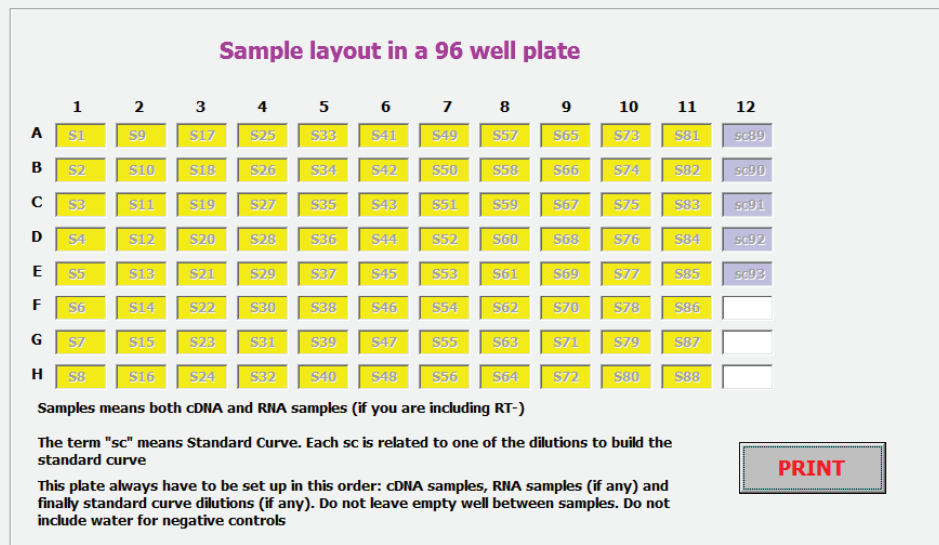 Sample layout in a 96 well plate
1 2 3 4 5 6 7 8 9 10 11 12
A S1 S9 S17 S25 S33 S41 S49 S57 S65 S73 S81 sc89
B S2 S10 S18 S26 S34 S42 S50 S58 S66 S74 S82 sc90
C S3 S11 S19 S27 S35 S43 S51 S59 S67 S75 S83 sc91
D S4 S12 S20 S28 S36 S44 S52 S60 S68 S76 S84 sc92
E S5 S13 S21 S29 S37 S45 S53 S61 S69 S77 S85 sc93
F S6 S14 S22 S30 S38 S46 S54 S62 S70 S78 S86
G S7 S15 S23 S31 S39 S47 S55 S63 S71 S79 S87
H S8 S16 S24 S32 S40 S48 S56 S64 S72 S80 S88
Samples means both cDNA and RNA samples (if you are including RT-)
The term "sc" means Standard Curve. Each sc is related to one of the dilutions to build the
standard curve
This plate always have to be set up in this order: cDNA samples, RNA samples (if any) and
finally standard curve dilutions (if any). Do not leave empty well between samples. Do not
include water for negative controls
PRINT